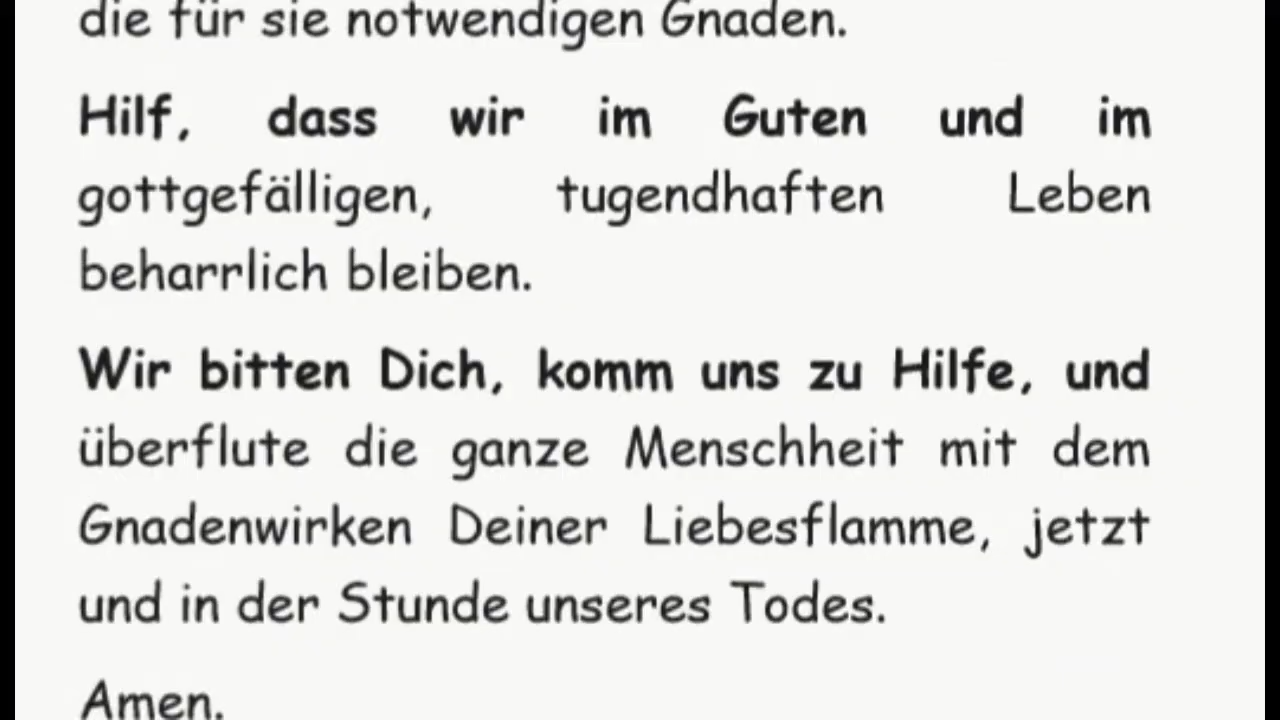 die für sie notwendigen Gnaden.
Hilf, dass wir im Guten und im
gottgefälligen, tugendhaften Leben
beharrlich bleiben.
Wir bitten Dich, komm uns zu Hilfe, und
überflute die ganze Menschheit mit dem
Gnadenwirken Deiner Liebesflamme, jetzt
und in der Stunde unseres Todes.
Amen.